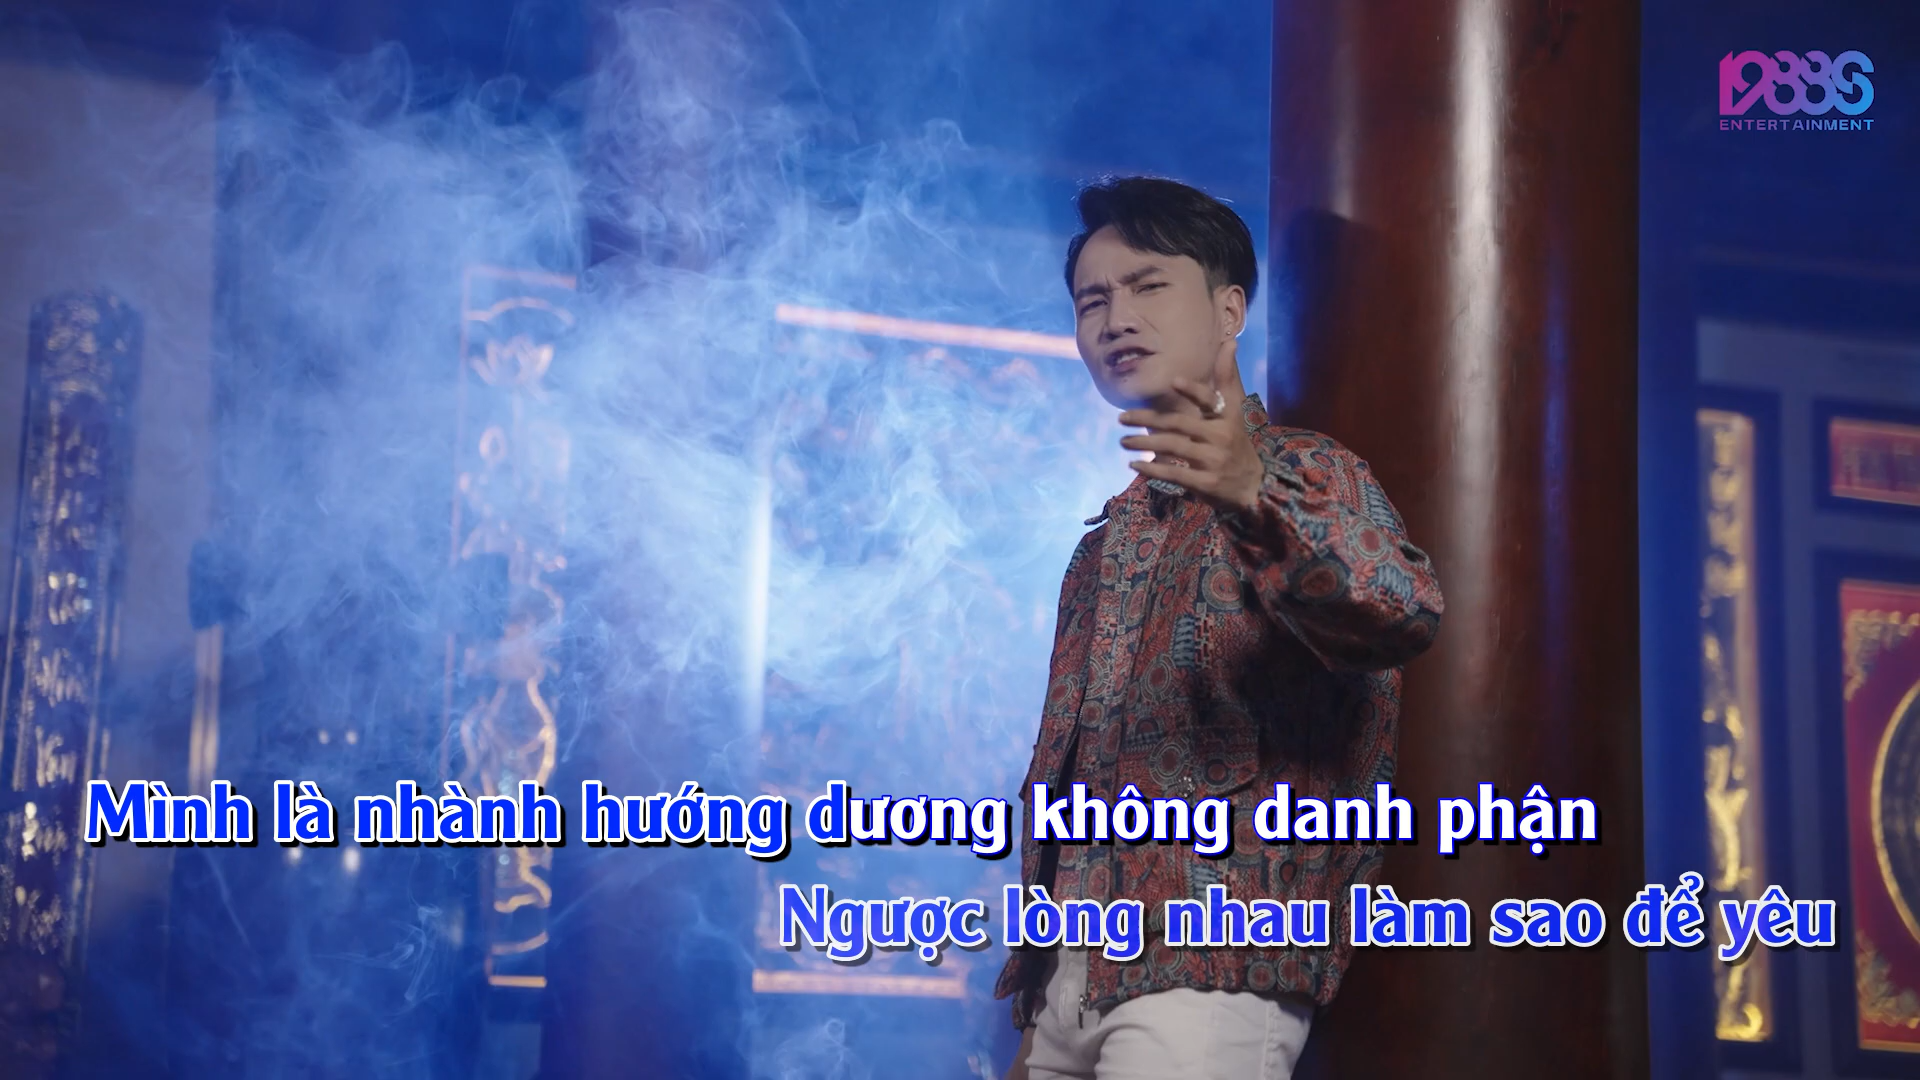 1988S
ENTERTAINMENT
Mình là nhành hướng dương không danh phận
Ngược lòng nhau làm sao để yêu